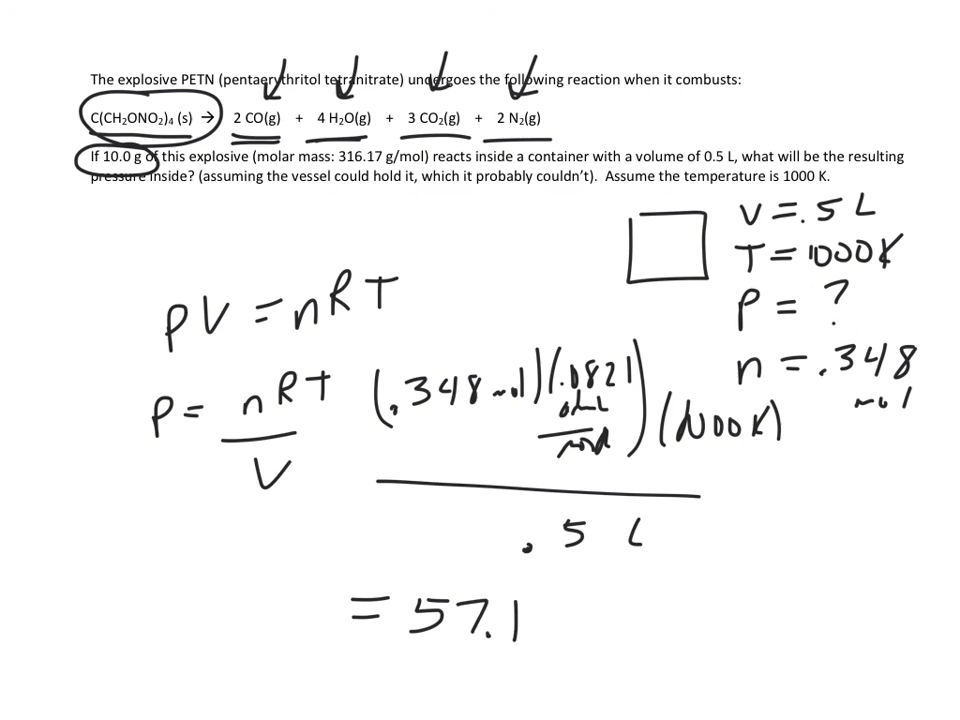 The explosive PETN (pentaerythritol tetranitrate) undergoes the following reaction when it combusts:
C(CH₂ONO₂)₄ (s) → 2 CO(g) + 4 H₂O(g) + 3 CO₂(g) + 2 N₂(g)
If 10.0 g of this explosive (molar mass: 316.17 g/mol) reacts inside a container with a volume of 0.5 L, what will be the resulting
pressure inside? (assuming the vessel could hold it, which it probably couldn't). Assume the temperature is 1000 K.
V = .5 L
T = 1000K
P = ?
n = .348
mol
PV = nRT
P = nRT
V
(.348 mol)(.0821
)(1000K)
.5 L
= 57.1